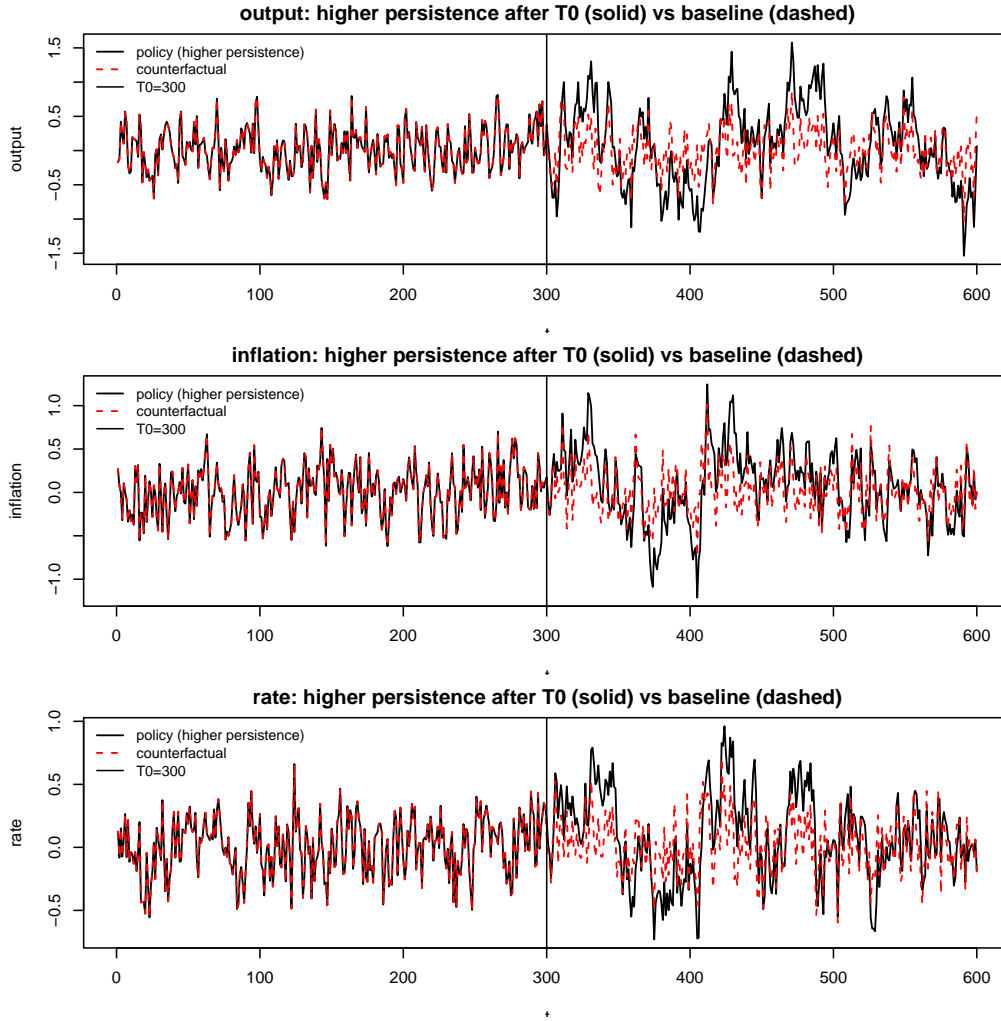 output: higher persistence after T0 (solid) vs baseline (dashed)
policy (higher persistence)
counterfactual
T0=300
output
1.5
0.5
−0.5
−1.5
0 100 200 300 400 500 600
inflation: higher persistence after T0 (solid) vs baseline (dashed)
policy (higher persistence)
counterfactual
T0=300
inflation
1.0
0.5
0.0
−1.0
0 100 200 300 400 500 600
rate: higher persistence after T0 (solid) vs baseline (dashed)
policy (higher persistence)
counterfactual
T0=300
rate
1.0
0.5
0.0
−0.5
0 100 200 300 400 500 600